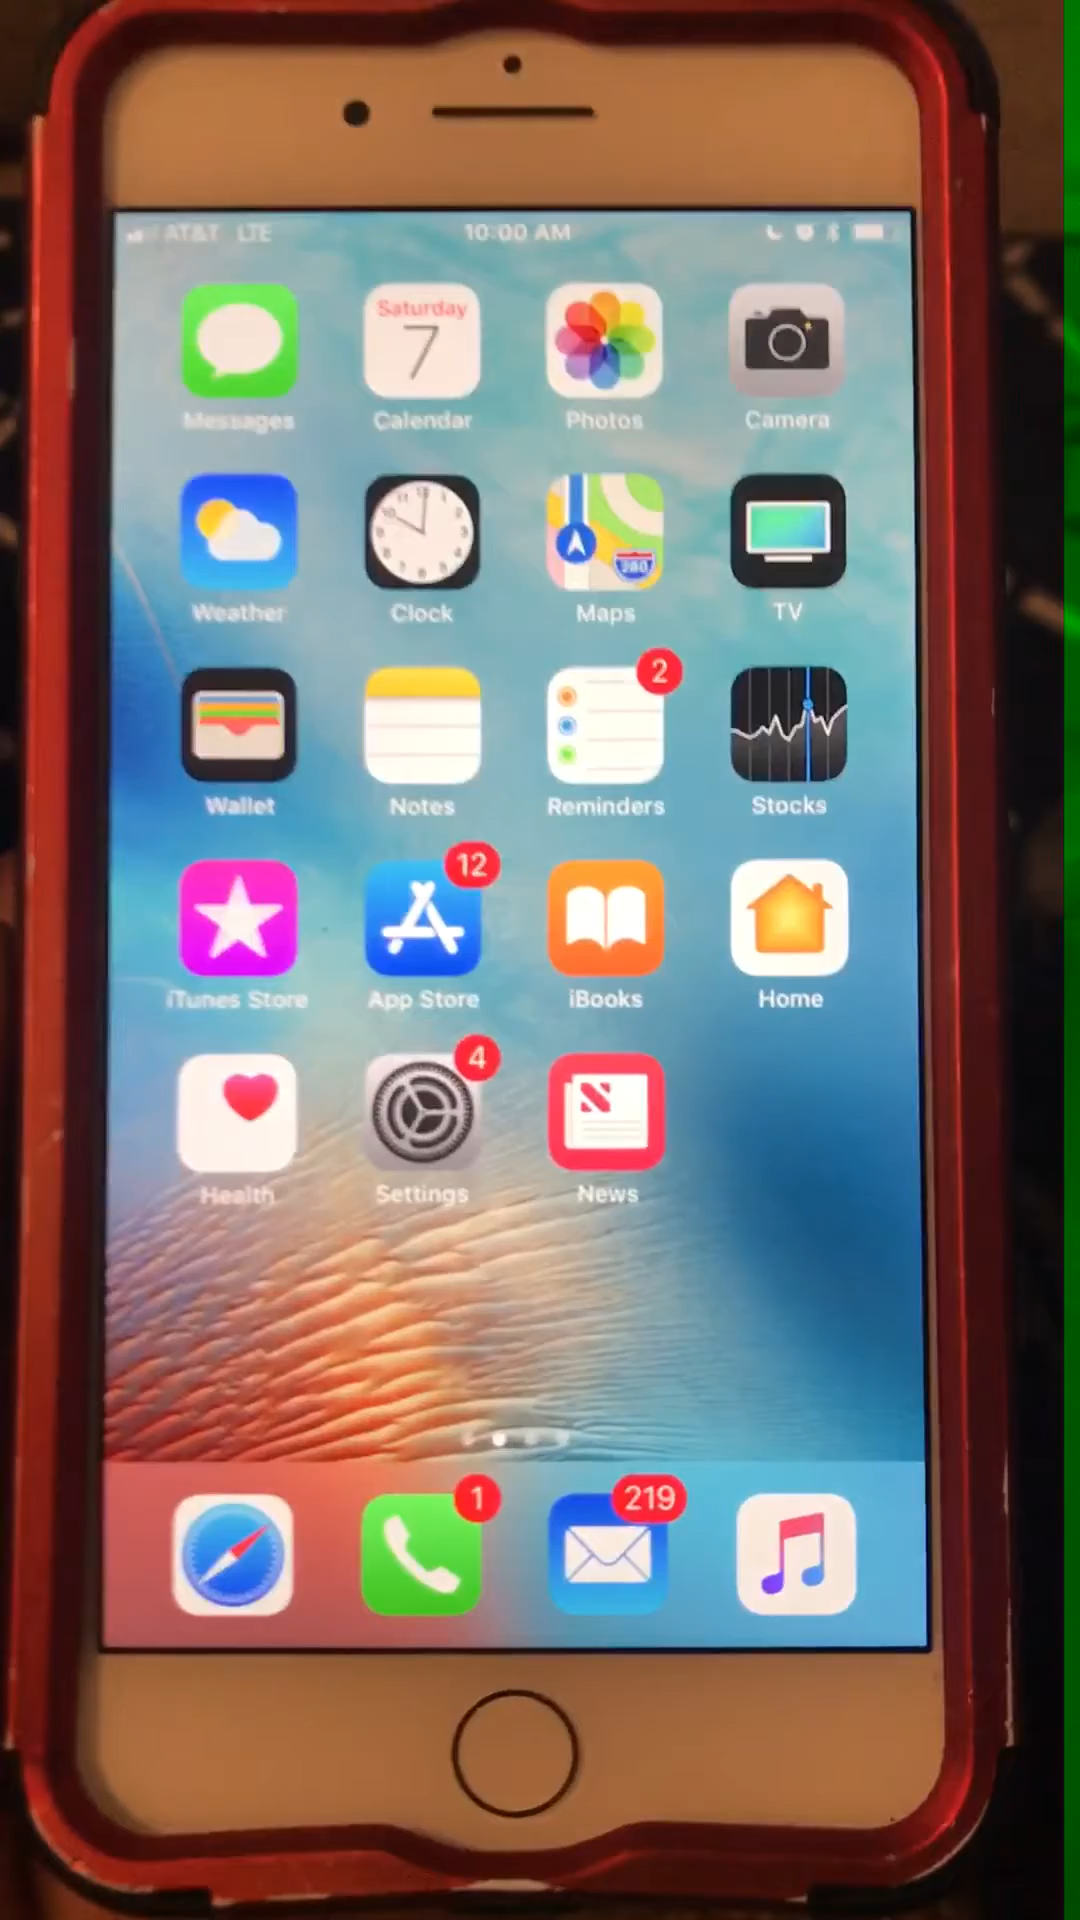 AT&T LTE 10:00 AM
Saturday
7
Messages Calendar Photos Camera
280
Weather Clock Maps TV
2
Wallet Notes Reminders Stocks
12
iTunes Store App Store iBooks Home
4
Health Settings News
1 219